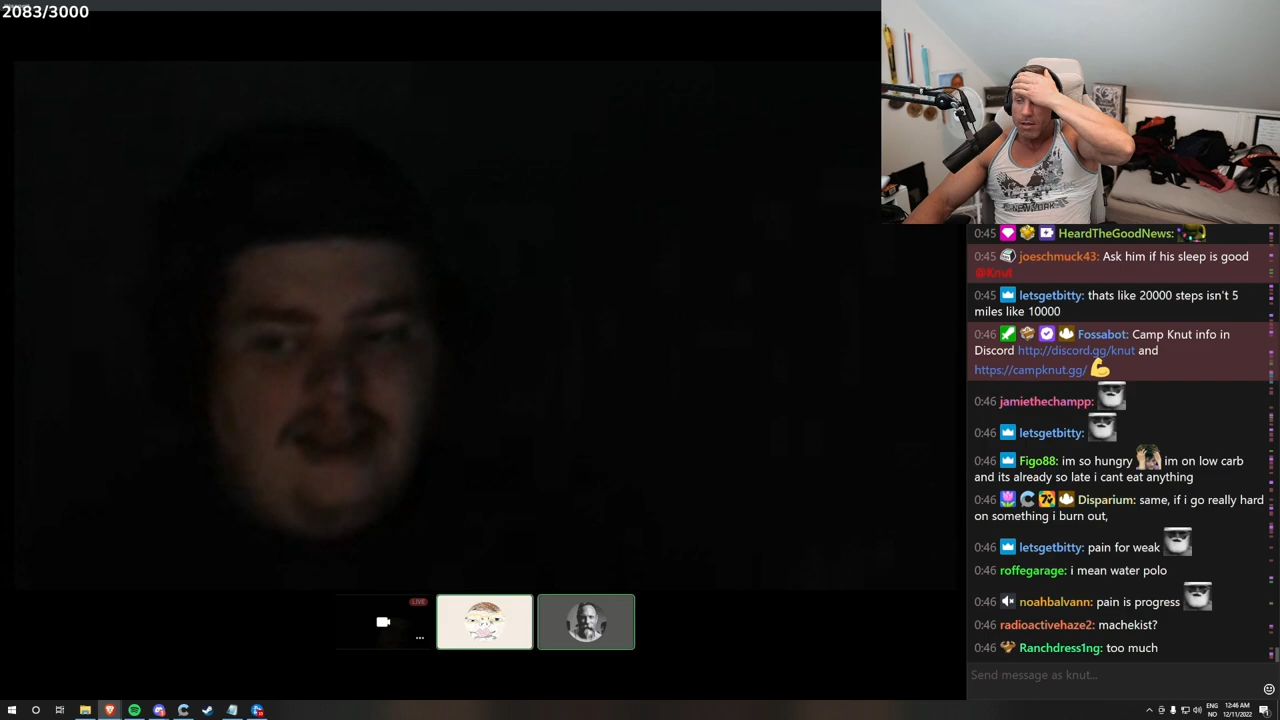 2083/3000
NEW YORK
0:45 HeardTheGoodNews:
0:45 joeschmuck43: Ask him if his sleep is good
@Knut
0:45 letsgetbitty: thats like 20000 steps isn't 5
miles like 10000
0:46 Fossabot: Camp Knut info in
Discord http://discord.gg/knut and
https://campknut.gg/
0:46 jamiethechampp:
0:46 letsgetbitty:
0:46 Figo88: im so hungry im on low carb
and its already so late i cant eat anything
0:46 Disparium: same, if i go really hard
on something i burn out,
0:46 letsgetbitty: pain for weak
0:46 roffegarage: i mean water polo
0:46 noahbalvann: pain is progress
0:46 radioactivehaze2: machekist?
0:46 Ranchdress1ng: too much
LIVE
...
Send message as knut...
ENG
NO
12:46 AM
12/11/2022